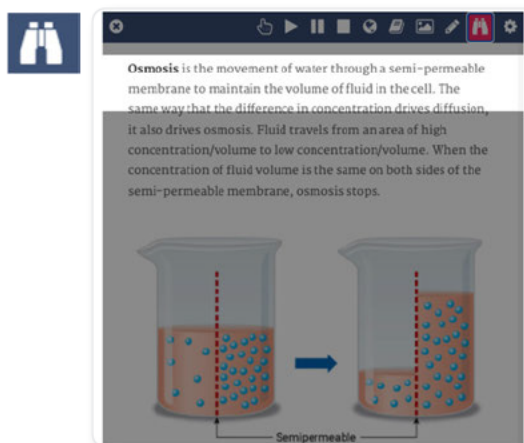 Osmosis is the movement of water through a semi-permeable
membrane to maintain the volume of fluid in the cell. The
same way that the difference in concentration drives diffusion,
it also drives osmosis. Fluid travels from an area of high
concentration/volume to low concentration/volume. When the
concentration of fluid volume is the same on both sides of the
semi-permeable membrane, osmosis stops.
Semipermeable